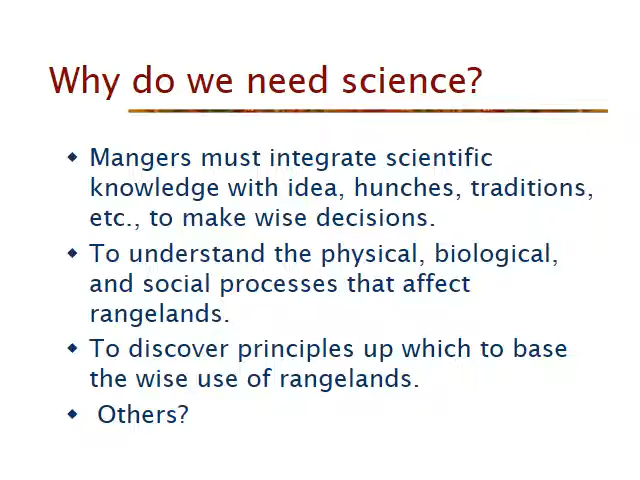 Why do we need science?
Mangers must integrate scientific
knowledge with idea, hunches, traditions,
etc., to make wise decisions.
To understand the physical, biological,
and social processes that affect
rangelands.
To discover principles up which to base
the wise use of rangelands.
Others?